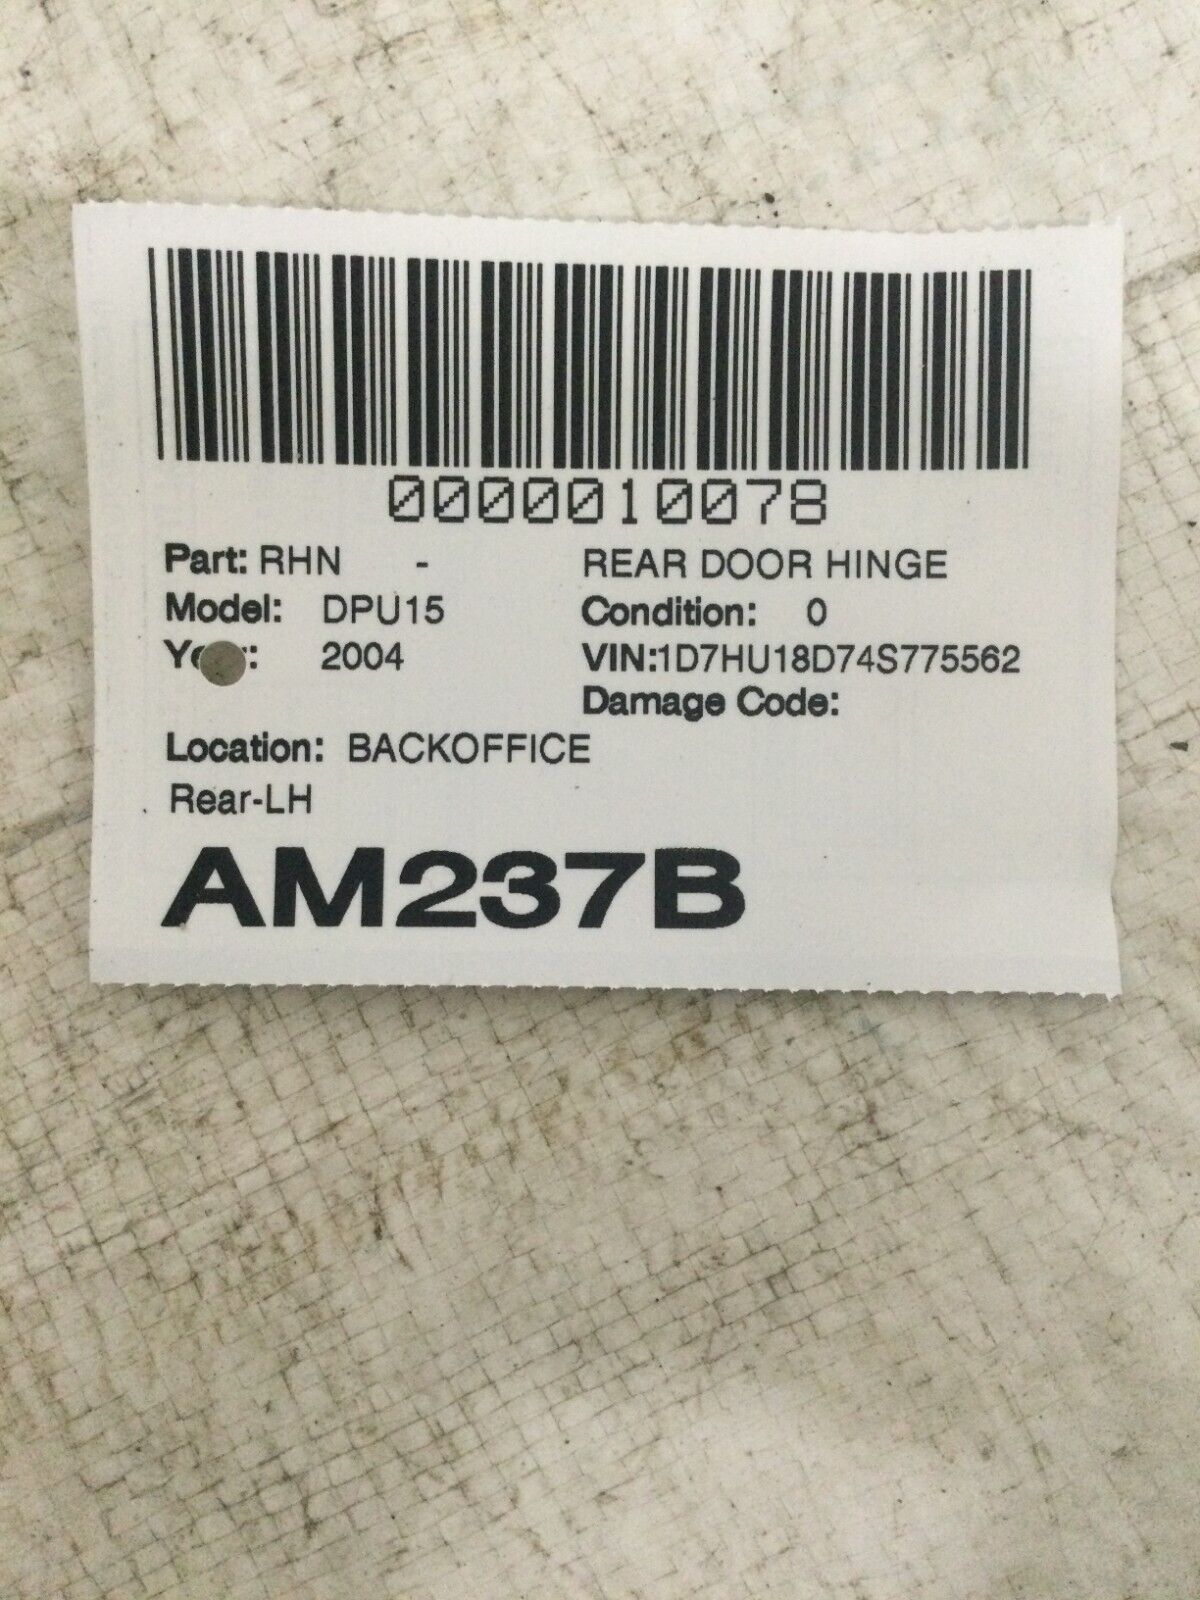 0000010078
Part: RHN - REAR DOOR HINGE
Model: DPU15 Condition: 0
2004 VIN:1D7HU18D74S775562
Damage Code:
Location: BACKOFFICE
Rear-LH
AM237B